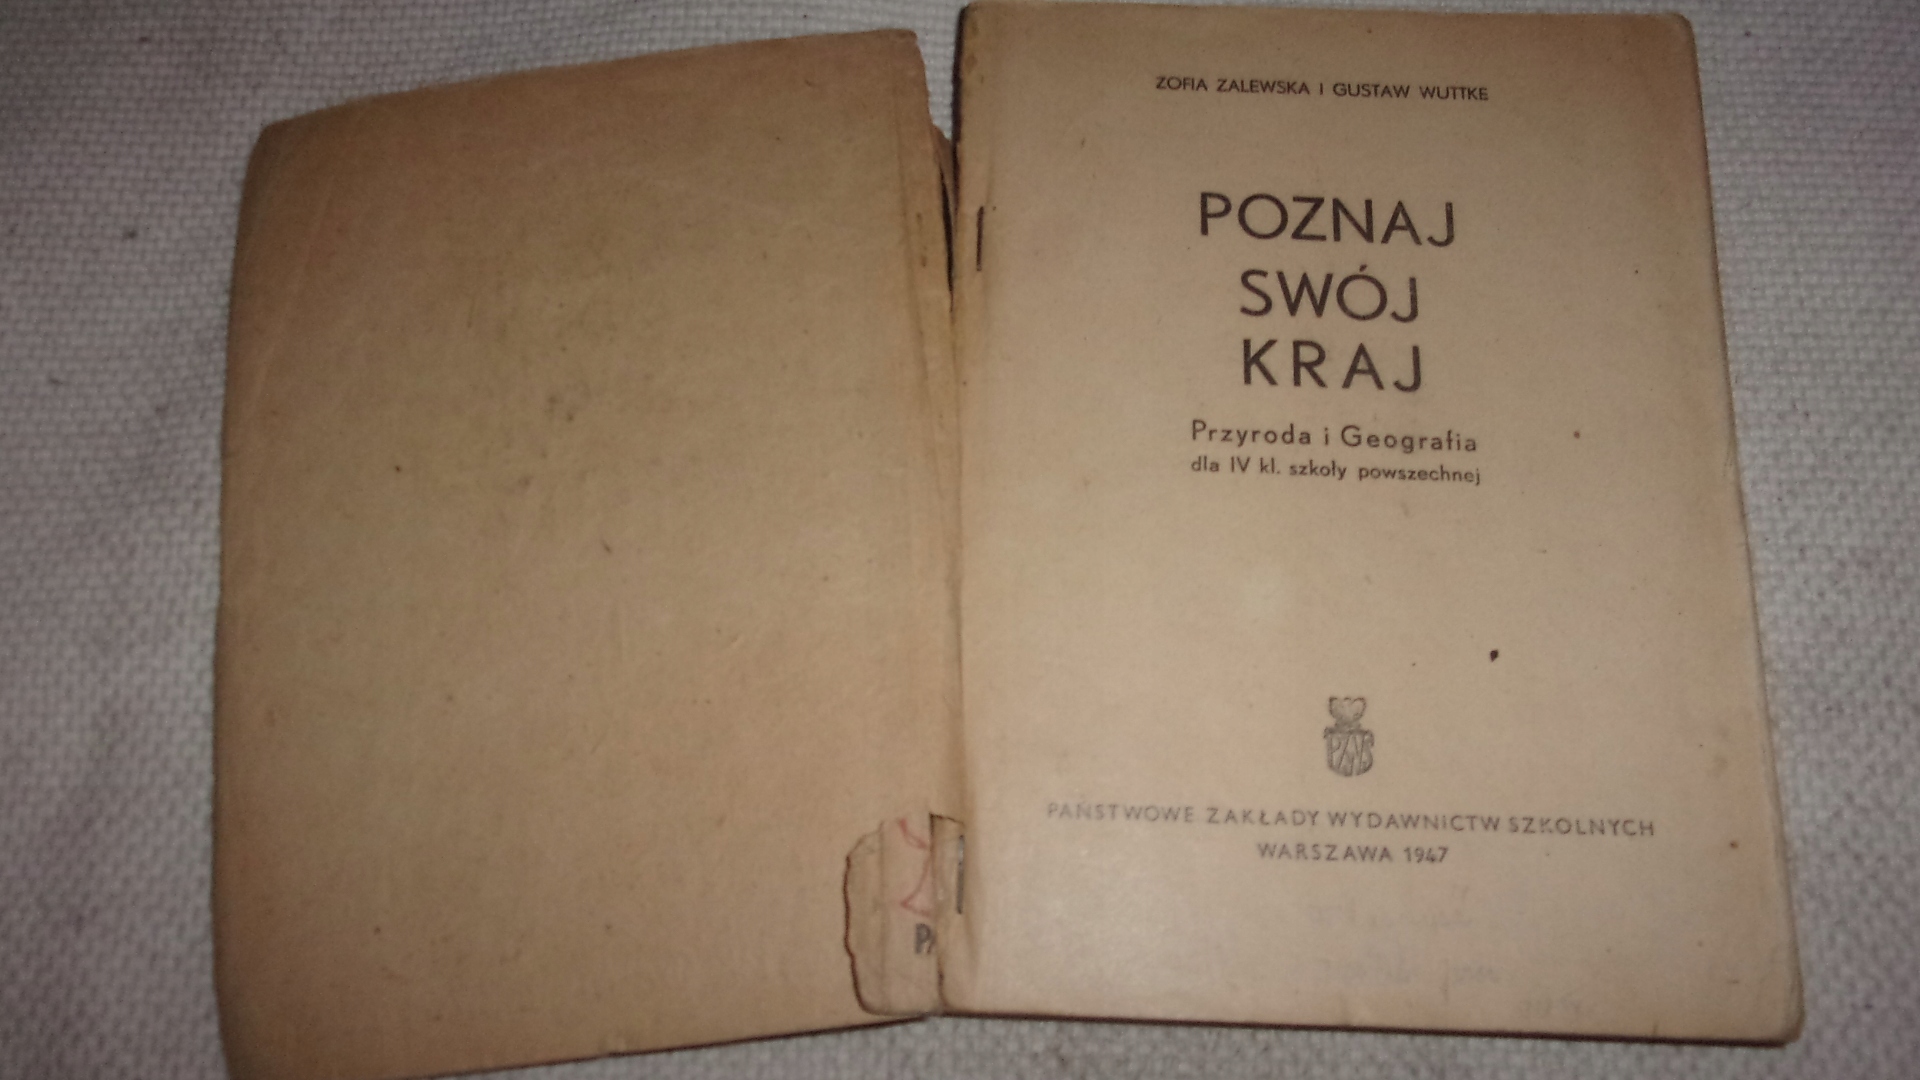 ZOFIA ZALEWSKA I GUSTAW WUTTKE
POZNAJ
SWÓJ
KRAJ
Przyroda i Geografia
dla IV kl. szkoły powszechnej
PZWS
PAŃSTWOWE ZAKŁADY WYDAWNICTW SZKOLNYCH
WARSZAWA 1947